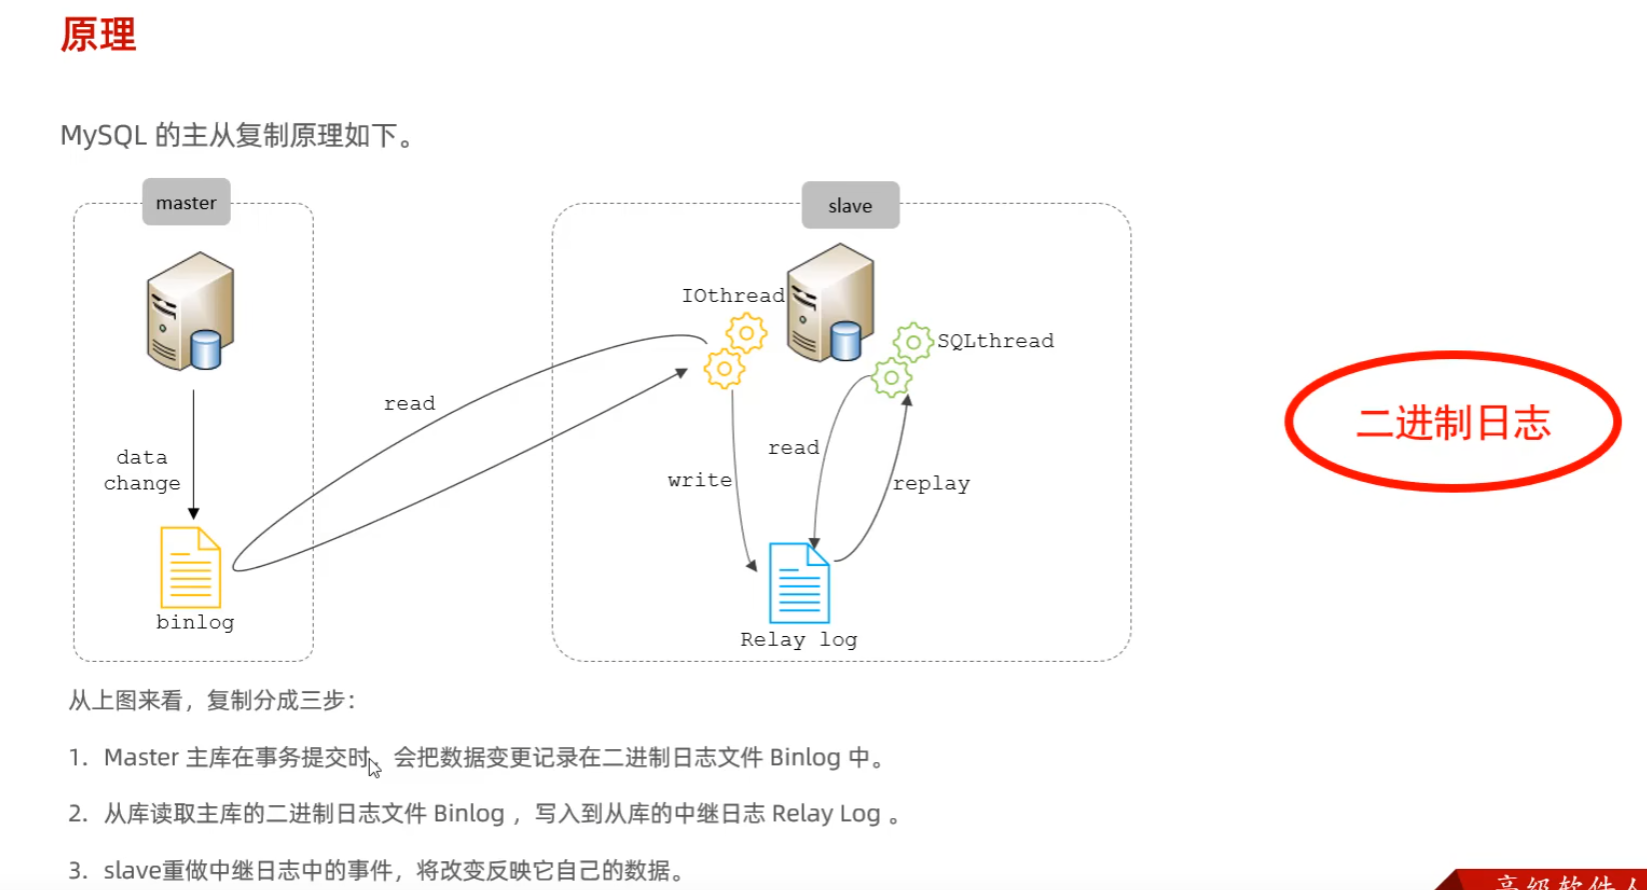 原理
MySQL 的主从复制原理如下。
master
slave
IOthread
SQLthread
read
data
change
read
write
replay
二进制日志
binlog
Relay log
从上图来看，复制分成三步：
1. Master 主库在事务提交时，会把数据变更记录在二进制日志文件 Binlog 中。
2. 从库读取主库的二进制日志文件 Binlog ，写入到从库的中继日志 Relay Log 。
3. slave重做中继日志中的事件，将改变反映它自己的数据。
高级软件人